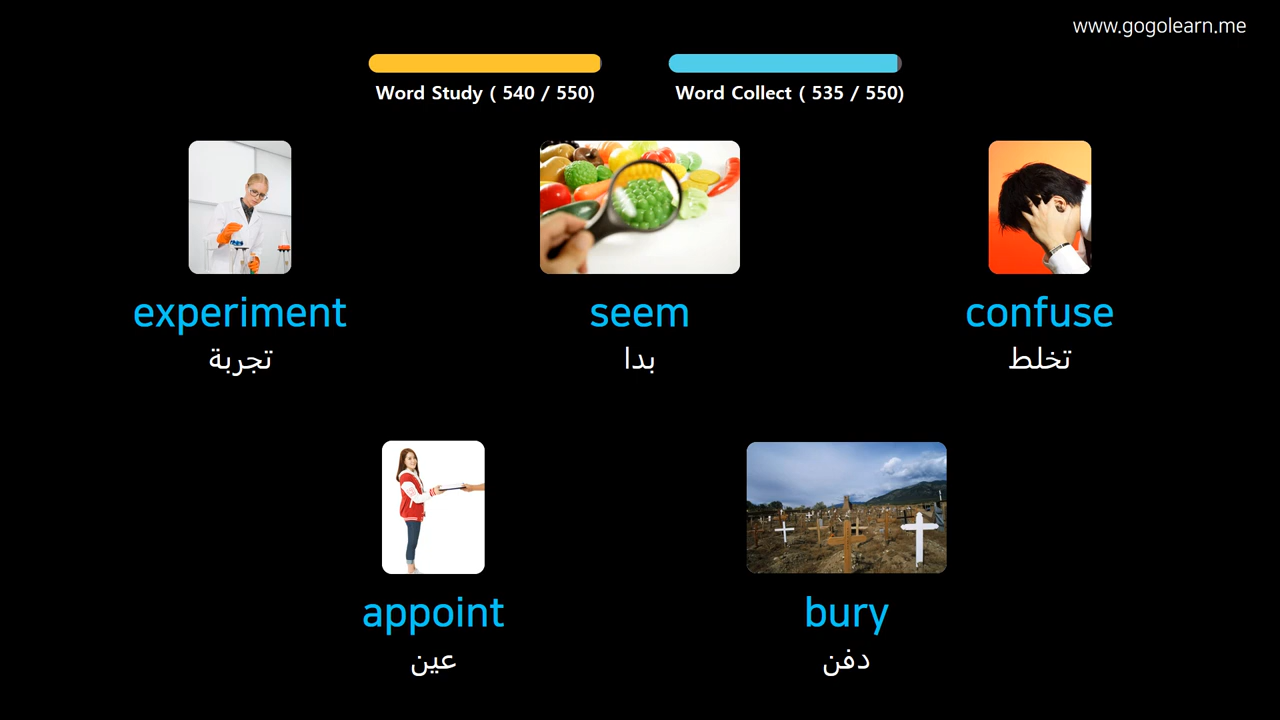 www.gogolearn.me
Word Study ( 540 / 550)
Word Collect ( 535 / 550)
experiment
تجربة
seem
بدا
confuse
تخلط
appoint
عين
bury
دفن